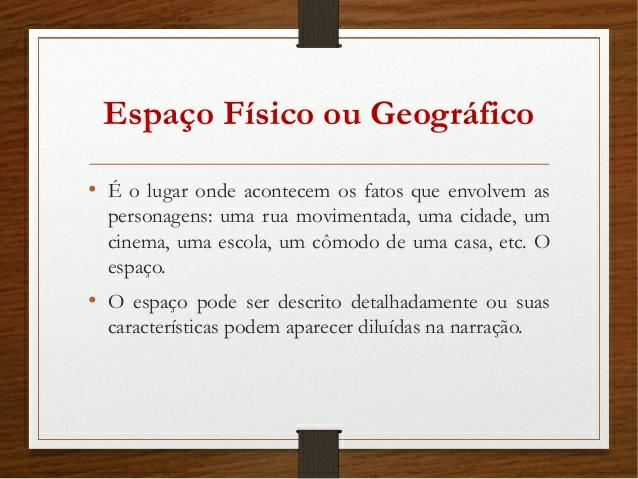 Espaço Físico ou Geográfico
• É o lugar onde acontecem os fatos que envolvem as
personagens: uma rua movimentada, uma cidade, um
cinema, uma escola, um cômodo de uma casa, etc. O
espaço.
• O espaço pode ser descrito detalhadamente ou suas
características podem aparecer diluídas na narração.